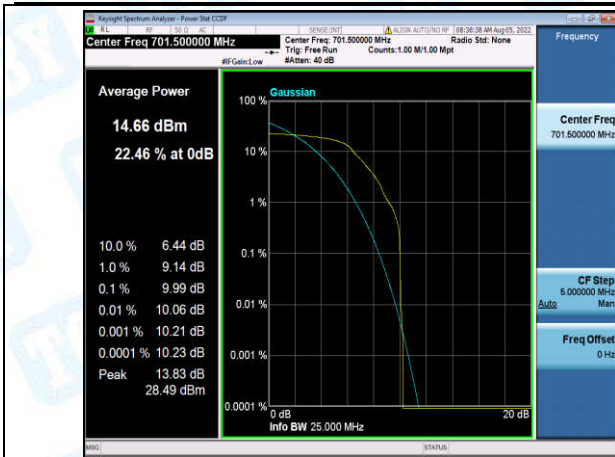 Keysight Spectrum Analyzer - Power Stat CCDF
RL RF 50 Ω AC SENSE:INT ALIGN AUTO/NO RF 08:38:38 AM Aug 05, 2022
Center Freq 701.500000 MHz
Center Freq: 701.500000 MHz Radio Std: None
Trig: Free Run Counts:1.00 M/1.00 Mpt
#IFGain:Low #Atten: 40 dB
Frequency
Average Power
14.66 dBm
22.46 % at 0dB
10.0 % 6.44 dB
1.0 % 9.14 dB
0.1 % 9.99 dB
0.01 % 10.06 dB
0.001 % 10.21 dB
0.0001 % 10.23 dB
Peak 13.83 dB
28.49 dBm
Gaussian
100 %
10 %
1 %
0.1 %
0.01 %
0.001 %
0.0001 %
0 dB 20 dB
Info BW 25.000 MHz
Center Freq
701.500000 MHz
CF Step
5.000000 MHz
Auto Man
Freq Offset
0 Hz
MSG STATUS